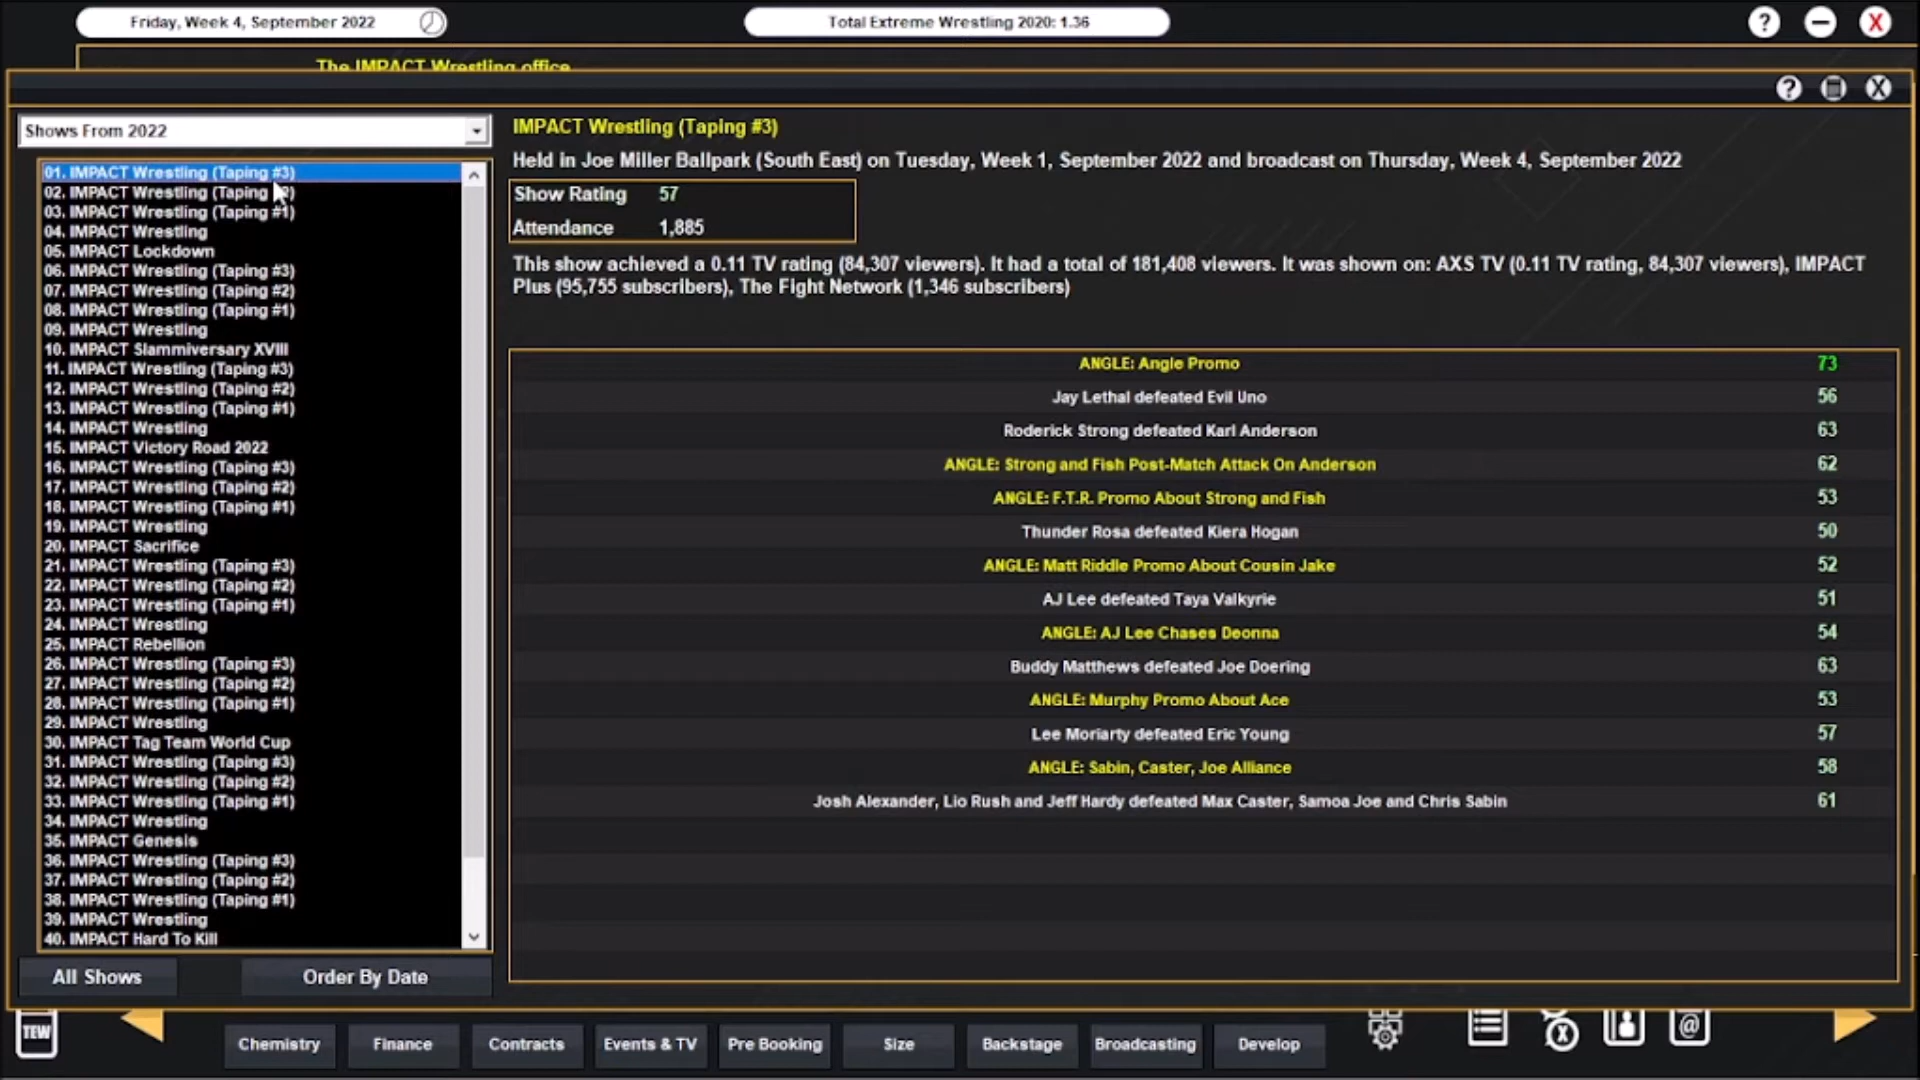 Friday, Week 4, September 2022
Total Extreme Wrestling 2020: 1.36
? X
The IMPACT Wrestling office
? X
Shows From 2022
01. IMPACT Wrestling (Taping #3)
02. IMPACT Wrestling (Taping #2)
03. IMPACT Wrestling (Taping #1)
04. IMPACT Wrestling
05. IMPACT Lockdown
06. IMPACT Wrestling (Taping #3)
07. IMPACT Wrestling (Taping #2)
08. IMPACT Wrestling (Taping #1)
09. IMPACT Wrestling
10. IMPACT Slammiversary XVIII
11. IMPACT Wrestling (Taping #3)
12. IMPACT Wrestling (Taping #2)
13. IMPACT Wrestling (Taping #1)
14. IMPACT Wrestling
15. IMPACT Victory Road 2022
16. IMPACT Wrestling (Taping #3)
17. IMPACT Wrestling (Taping #2)
18. IMPACT Wrestling (Taping #1)
19. IMPACT Wrestling
20. IMPACT Sacrifice
21. IMPACT Wrestling (Taping #3)
22. IMPACT Wrestling (Taping #2)
23. IMPACT Wrestling (Taping #1)
24. IMPACT Wrestling
25. IMPACT Rebellion
26. IMPACT Wrestling (Taping #3)
27. IMPACT Wrestling (Taping #2)
28. IMPACT Wrestling (Taping #1)
29. IMPACT Wrestling
30. IMPACT Tag Team World Cup
31. IMPACT Wrestling (Taping #3)
32. IMPACT Wrestling (Taping #2)
33. IMPACT Wrestling (Taping #1)
34. IMPACT Wrestling
35. IMPACT Genesis
36. IMPACT Wrestling (Taping #3)
37. IMPACT Wrestling (Taping #2)
38. IMPACT Wrestling (Taping #1)
39. IMPACT Wrestling
40. IMPACT Hard To Kill
All Shows
Order By Date
IMPACT Wrestling (Taping #3)
Held in Joe Miller Ballpark (South East) on Tuesday, Week 1, September 2022 and broadcast on Thursday, Week 4, September 2022
Show Rating 57
Attendance 1,885
This show achieved a 0.11 TV rating (84,307 viewers). It had a total of 181,408 viewers. It was shown on: AXS TV (0.11 TV rating, 84,307 viewers), IMPACT
Plus (95,755 subscribers), The Fight Network (1,346 subscribers)
ANGLE: Angle Promo 73
Jay Lethal defeated Evil Uno 56
Roderick Strong defeated Karl Anderson 63
ANGLE: Strong and Fish Post-Match Attack On Anderson 62
ANGLE: F.T.R. Promo About Strong and Fish 53
Thunder Rosa defeated Kiera Hogan 50
ANGLE: Matt Riddle Promo About Cousin Jake 52
AJ Lee defeated Taya Valkyrie 51
ANGLE: AJ Lee Chases Deonna 54
Buddy Matthews defeated Joe Doering 63
ANGLE: Murphy Promo About Ace 53
Lee Moriarty defeated Eric Young 57
ANGLE: Sabin, Caster, Joe Alliance 58
Josh Alexander, Lio Rush and Jeff Hardy defeated Max Caster, Samoa Joe and Chris Sabin 61
TEW
Chemistry
Finance
Contracts
Events & TV
Pre Booking
Size
Backstage
Broadcasting
Develop
X
@